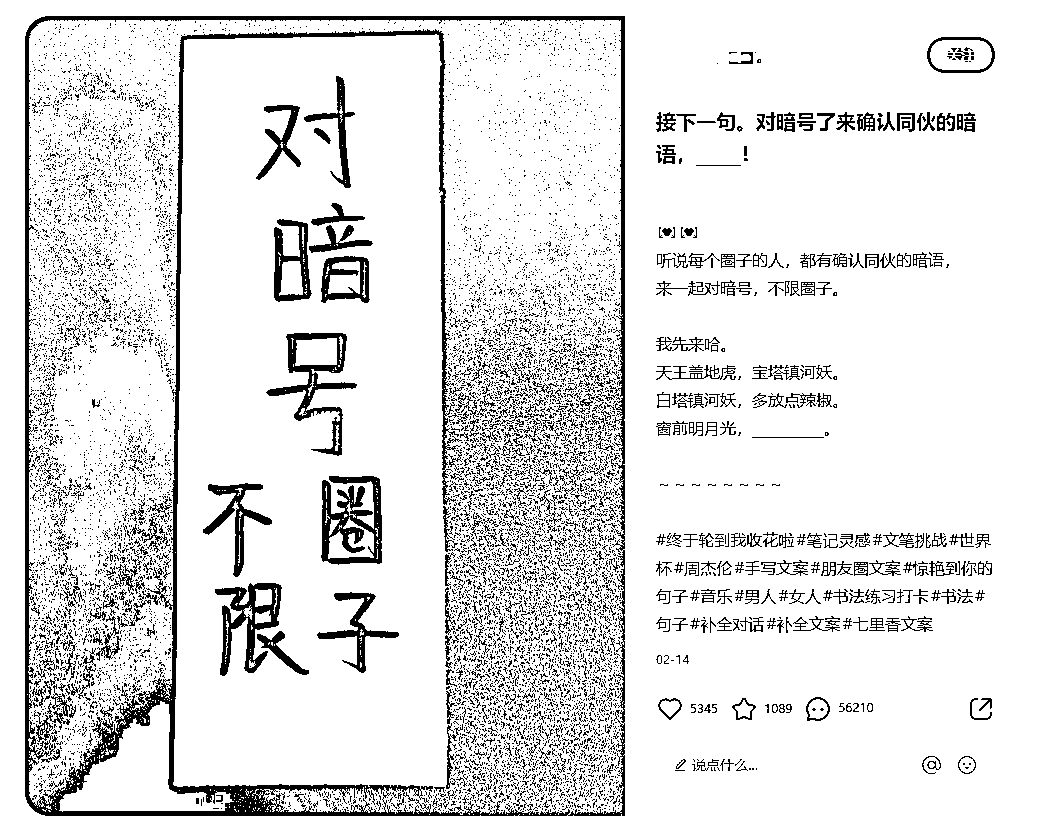 对
暗
号
不限
圈子
关注
接下一句。对暗号了来确认同伙的暗
语，____！
听说每个圈子的人，都有确认同伙的暗语，
来一起对暗号，不限圈子。
我先来哈。
天王盖地虎，宝塔镇河妖。
白塔镇河妖，多放点辣椒。
窗前明月光，_________。
~ ~ ~ ~ ~ ~ ~ ~
#终于轮到我收花啦#笔记灵感#文笔挑战#世界
杯#周杰伦#手写文案#朋友圈文案#惊艳到你的
句子#音乐#男人#女人#书法练习打卡#书法#
句子#补全对话#补全文案#七里香文案
02-14
5345 1089 56210
说点什么...